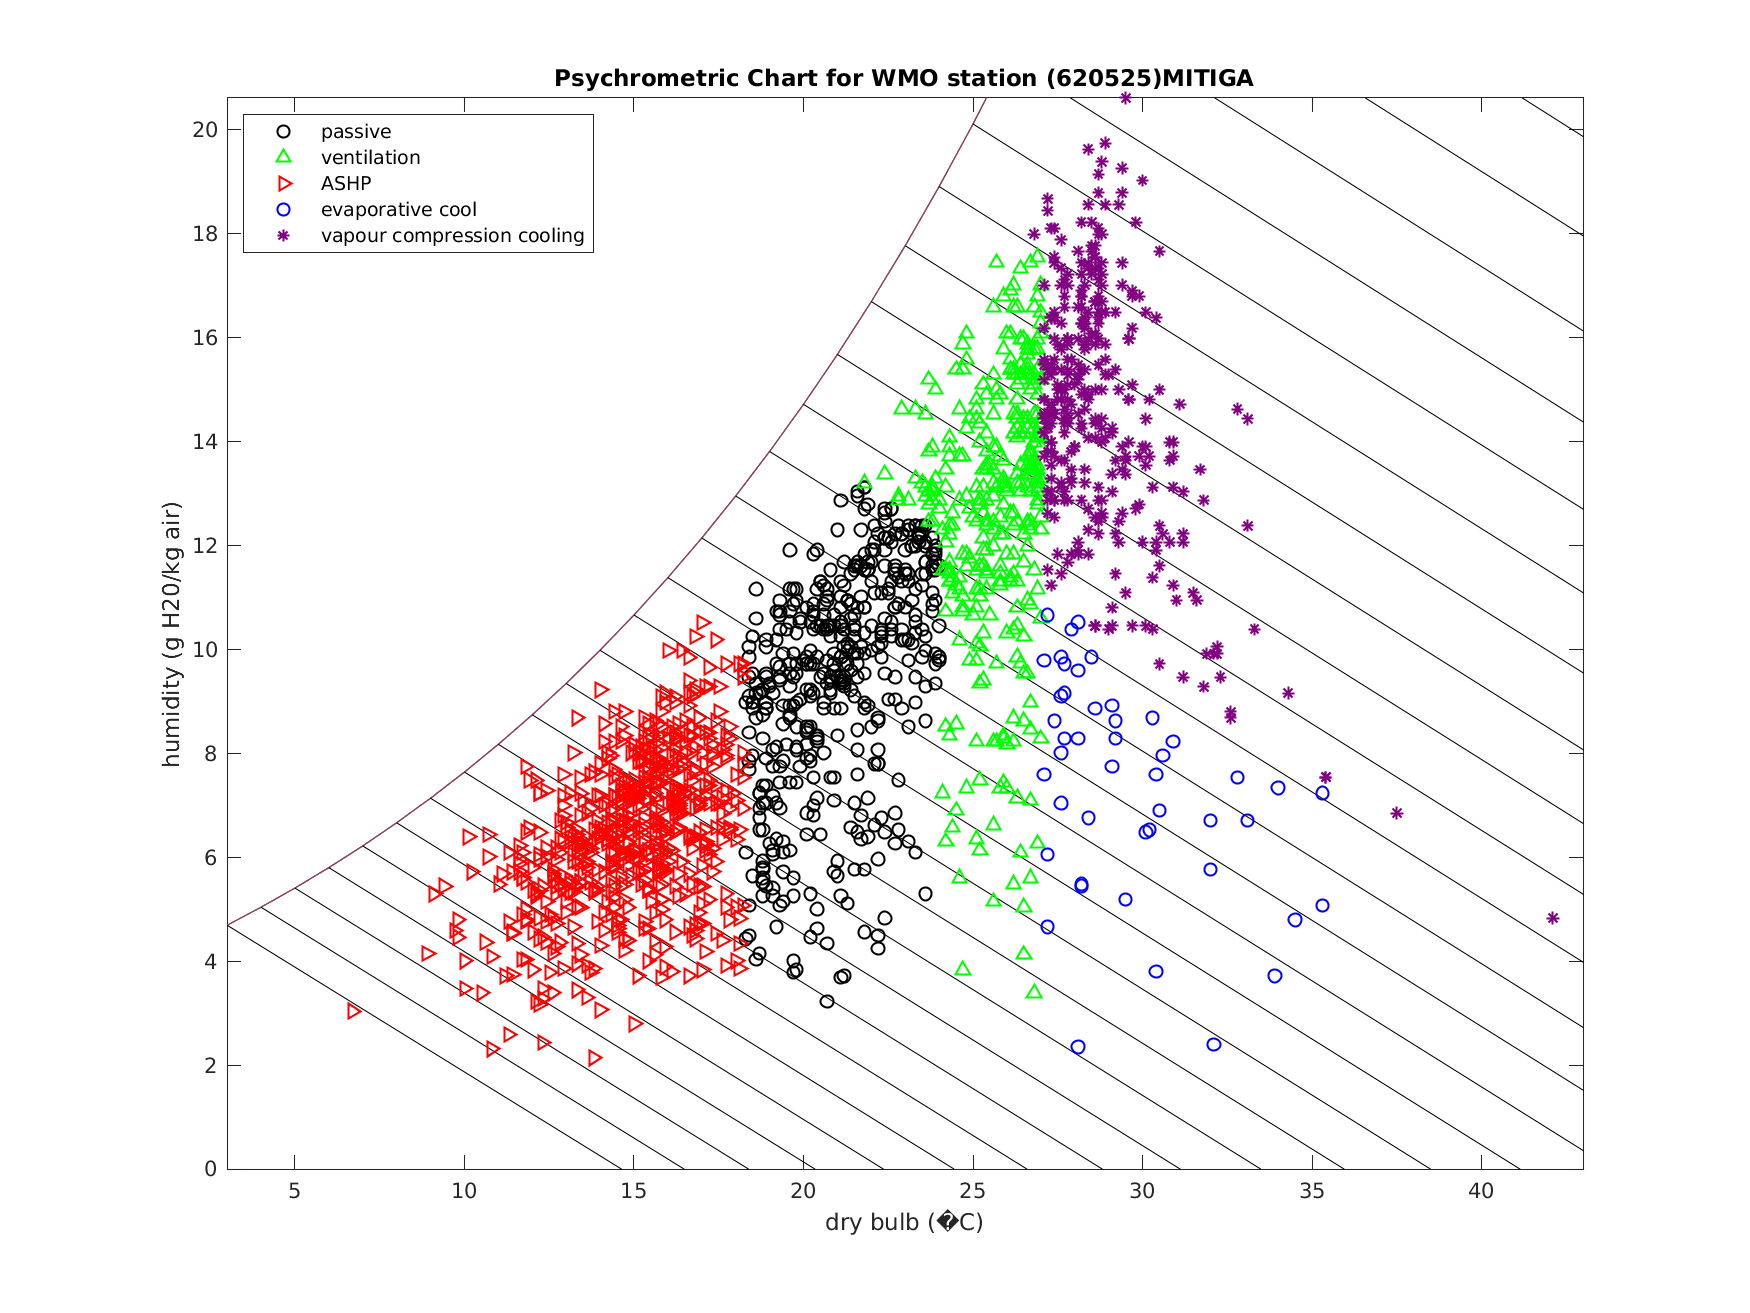 Psychrometric Chart for WMO station (620525)MITIGA
passive
ventilation
ASHP
evaporative cool
vapour compression cooling
humidity (g H20/kg air)
20
18
16
14
12
10
8
6
4
2
0
5 10 15 20 25 30 35 40
dry bulb (�C)